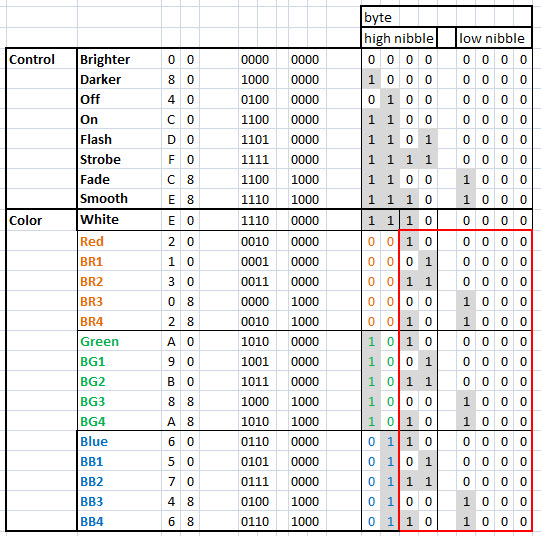 byte
high nibble low nibble
Control Brighter 0 0 0000 0000 0 0 0 0 0 0 0 0
Darker 8 0 1000 0000 1 0 0 0 0 0 0 0
Off 4 0 0100 0000 0 1 0 0 0 0 0 0
On C 0 1100 0000 1 1 0 0 0 0 0 0
Flash D 0 1101 0000 1 1 0 1 0 0 0 0
Strobe F 0 1111 0000 1 1 1 1 0 0 0 0
Fade C 8 1100 1000 1 1 0 0 1 0 0 0
Smooth E 8 1110 1000 1 1 1 0 1 0 0 0
Color White E 0 1110 0000 1 1 1 0 0 0 0 0
Red 2 0 0010 0000 0 0 1 0 0 0 0 0
BR1 1 0 0001 0000 0 0 0 1 0 0 0 0
BR2 3 0 0011 0000 0 0 1 1 0 0 0 0
BR3 0 8 0000 1000 0 0 0 0 1 0 0 0
BR4 2 8 0010 1000 0 0 1 0 1 0 0 0
Green A 0 1010 0000 1 0 1 0 0 0 0 0
BG1 9 0 1001 0000 1 0 0 1 0 0 0 0
BG2 B 0 1011 0000 1 0 1 1 0 0 0 0
BG3 8 8 1000 1000 1 0 0 0 1 0 0 0
BG4 A 8 1010 1000 1 0 1 0 1 0 0 0
Blue 6 0 0110 0000 0 1 1 0 0 0 0 0
BB1 5 0 0101 0000 0 1 0 1 0 0 0 0
BB2 7 0 0111 0000 0 1 1 1 0 0 0 0
BB3 4 8 0100 1000 0 1 0 0 1 0 0 0
BB4 6 8 0110 1000 0 1 1 0 1 0 0 0